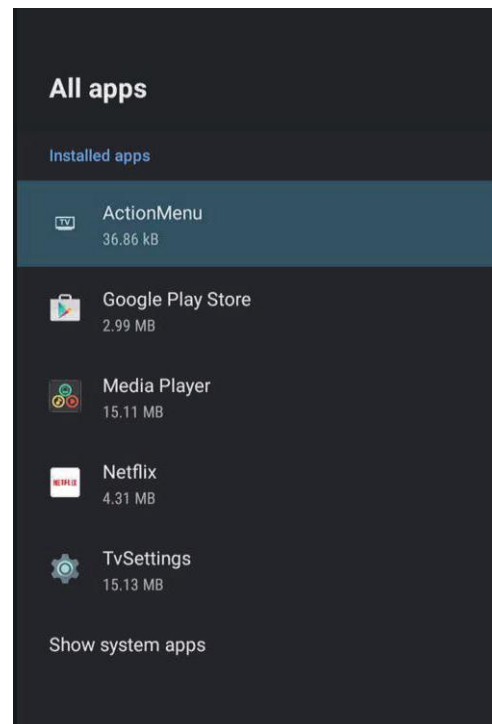 All apps
Installed apps
TV
ActionMenu
36.86 kB
Google Play Store
2.99 MB
Media Player
15.11 MB
NETFLIX
Netflix
4.31 MB
TvSettings
15.13 MB
Show system apps